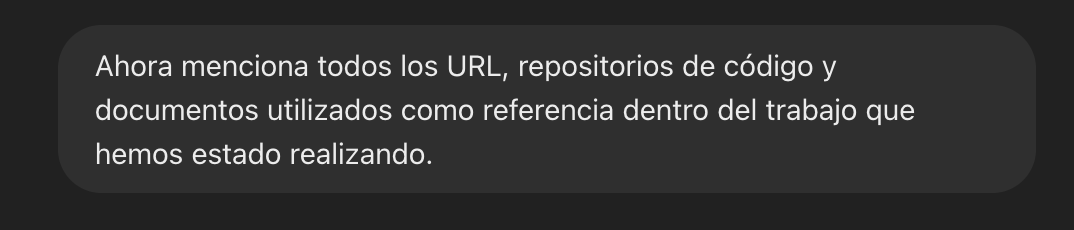 Ahora menciona todos los URL, repositorios de código y
documentos utilizados como referencia dentro del trabajo que
hemos estado realizando.